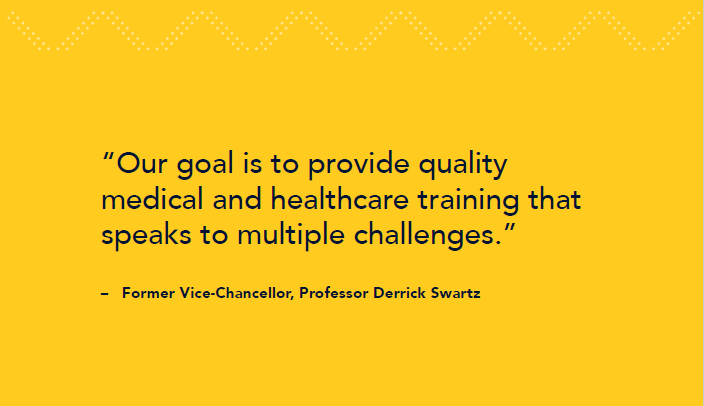 “Our goal is to provide quality
medical and healthcare training that
speaks to multiple challenges.”
– Former Vice-Chancellor, Professor Derrick Swartz